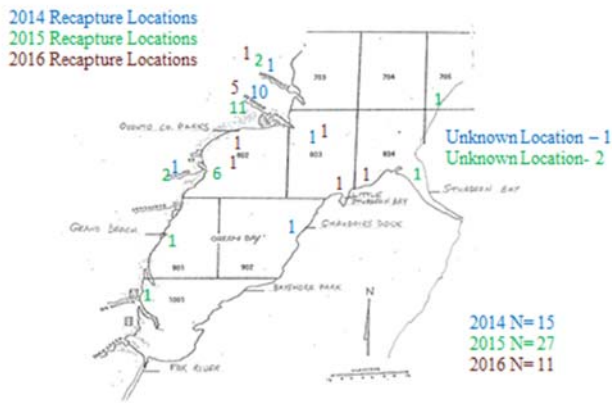 2014 Recapture Locations
2015 Recapture Locations
2016 Recapture Locations
1
2
1
703
704
705
5
10
11
1
OCONTO CO. PARKS
1
1
1
802
803
804
Unknown Location – 1
Unknown Location- 2
1
2
1
6
1
1
1
STURGEON BAY
LITTLE STURGEON BAY
GRAND BEACH
1
GREEN BAY
1
CHAUDOIRS DOCK
901
902
BAYSHORE PARK
1
1001
N
FOX RIVER
2014 N= 15
2015 N= 27
2016 N= 11